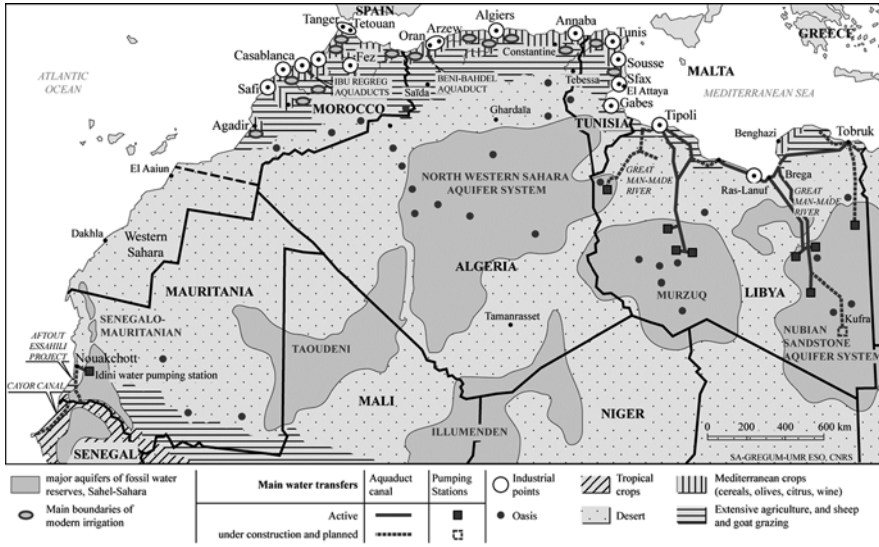 SPAIN
Tanger
Tetouan
Oran
Arzew
Algiers
Annaba
Tunis
GREECE
Casablanca
Fez
Constantine
Sousse
ATLANTIC
OCEAN
IBU REGREG
AQUADUCTS
BENI-BAHDEL
AQUADUCT
Tebessa
Sfax
El Attaya
MALTA
MEDITERRANEAN SEA
Safi
Saïda
Gabes
MOROCCO
Ghardaïa
TUNISIA
Tipoli
Agadir
Benghazi
Tobruk
El Aaiun
NORTH WESTERN SAHARA
AQUIFER SYSTEM
GREAT
MAN-MADE
RIVER
Ras-Lanuf
Brega
GREAT
MAN-MADE
RIVER
Dakhla
Western
Sahara
ALGERIA
MAURITANIA
MURZUQ
LIBYA
SENEGALO-
MAURITANIAN
Tamanrasset
Kufra
AFTOUT
ESSAHILI
PROJECT
TAOUDENI
NUBIAN
SANDSTONE
AQUIFER SYSTEM
Nouakchott
Idini water pumping station
CAYOR CANAL
MALI
NIGER
ILLUMENDEN
SENEGAL
0 200 400 600 km
SA-GREGUM-UMR ESO, CNRS
major aquifers of fossil water
reserves, Sahel-Sahara
Main boundaries of
modern irrigation
Main water transfers
Aquaduct
canal
Pumping
Stations
Active
under construction and planned
Industrial
points
Oasis
Tropical
crops
Desert
Mediterranean crops
(cereals, olives, citrus, wine)
Extensive agriculture, and sheep
and goat grazing